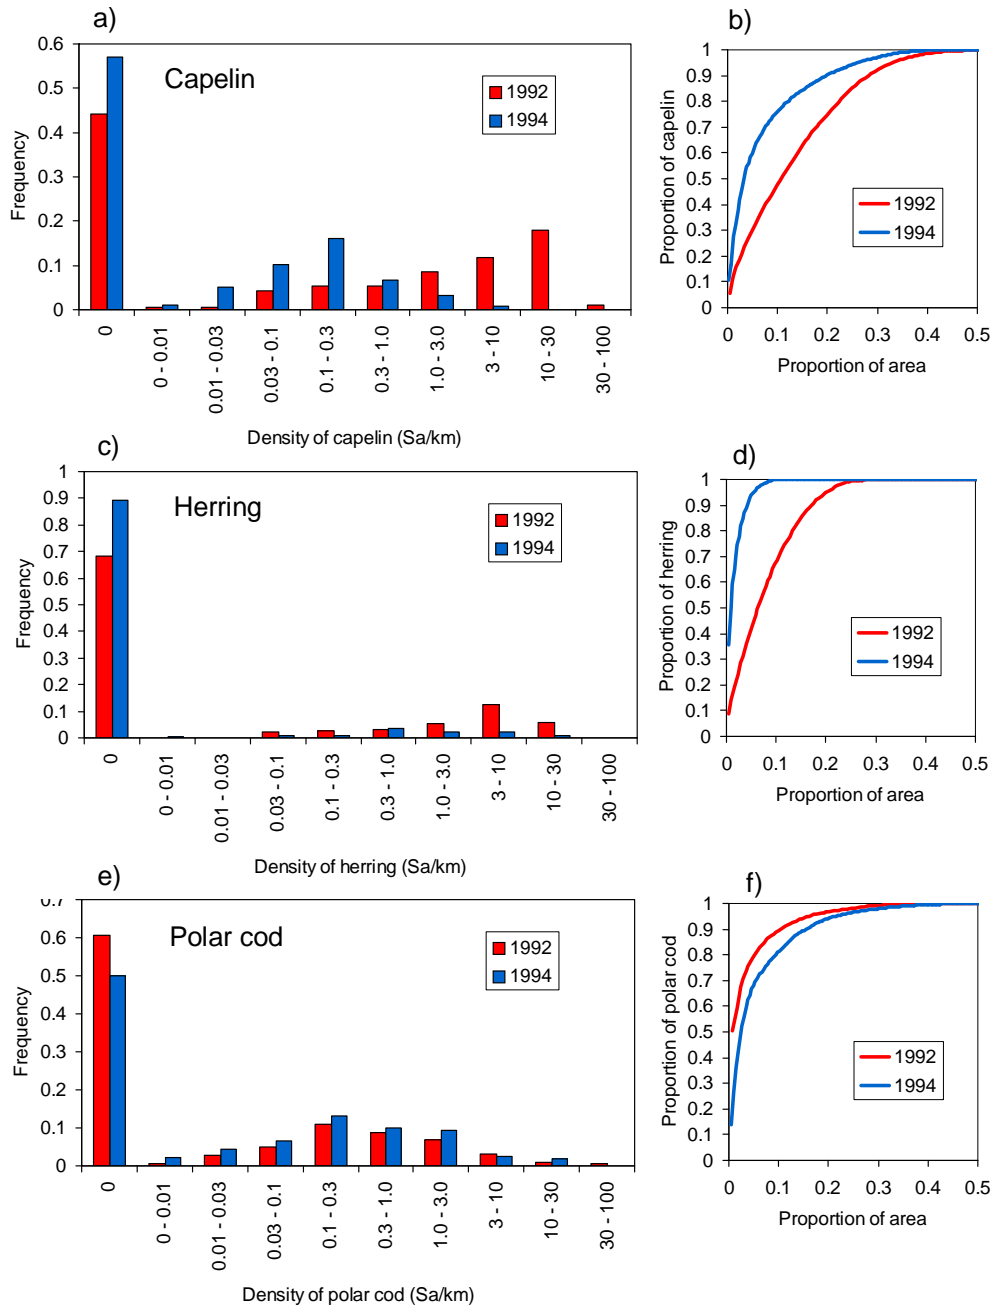 a)
Capelin
1992
1994
Frequency
0.6
0.5
0.4
0.3
0.2
0.1
0
0
0 - 0.01
0.01 - 0.03
0.03 - 0.1
0.1 - 0.3
0.3 - 1.0
1.0 - 3.0
3 - 10
10 - 30
30 - 100
Density of capelin (Sa/km)
b)
Proportion of capelin
1
0.9
0.8
0.7
0.6
0.5
0.4
0.3
0.2
0.1
0
1992
1994
0 0.1 0.2 0.3 0.4 0.5
Proportion of area
c)
Herring
1992
1994
Frequency
1
0.9
0.8
0.7
0.6
0.5
0.4
0.3
0.2
0.1
0
0
0 - 0.01
0.01 - 0.03
0.03 - 0.1
0.1 - 0.3
0.3 - 1.0
1.0 - 3.0
3 - 10
10 - 30
30 - 100
Density of herring (Sa/km)
d)
Proportion of herring
1
0.9
0.8
0.7
0.6
0.5
0.4
0.3
0.2
0.1
0
1992
1994
0 0.1 0.2 0.3 0.4 0.5
Proportion of area
e)
Polar cod
1992
1994
Frequency
0.7
0.6
0.5
0.4
0.3
0.2
0.1
0
0
0 - 0.01
0.01 - 0.03
0.03 - 0.1
0.1 - 0.3
0.3 - 1.0
1.0 - 3.0
3 - 10
10 - 30
30 - 100
Density of polar cod (Sa/km)
f)
Proportion of polar cod
1
0.9
0.8
0.7
0.6
0.5
0.4
0.3
0.2
0.1
0
1992
1994
0 0.1 0.2 0.3 0.4 0.5
Proportion of area